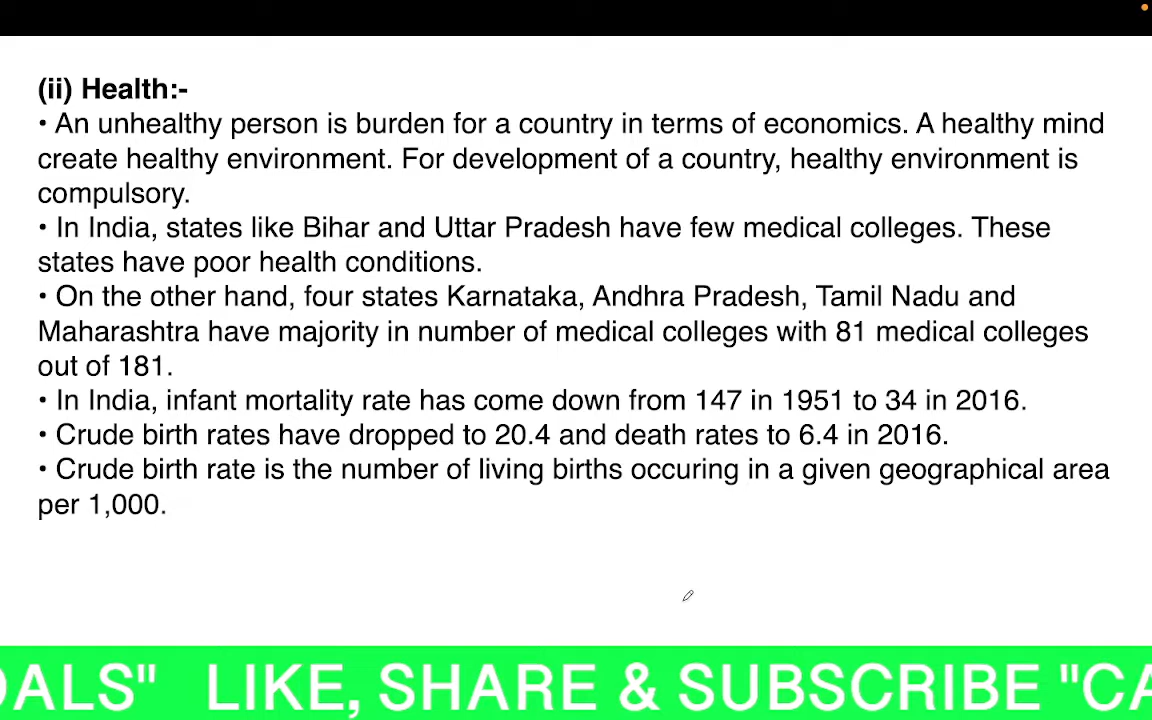 (ii) Health:-
• An unhealthy person is burden for a country in terms of economics. A healthy mind
create healthy environment. For development of a country, healthy environment is
compulsory.
• In India, states like Bihar and Uttar Pradesh have few medical colleges. These
states have poor health conditions.
• On the other hand, four states Karnataka, Andhra Pradesh, Tamil Nadu and
Maharashtra have majority in number of medical colleges with 81 medical colleges
out of 181.
• In India, infant mortality rate has come down from 147 in 1951 to 34 in 2016.
• Crude birth rates have dropped to 20.4 and death rates to 6.4 in 2016.
• Crude birth rate is the number of living births occuring in a given geographical area
per 1,000.
OALS" LIKE, SHARE & SUBSCRIBE "CA